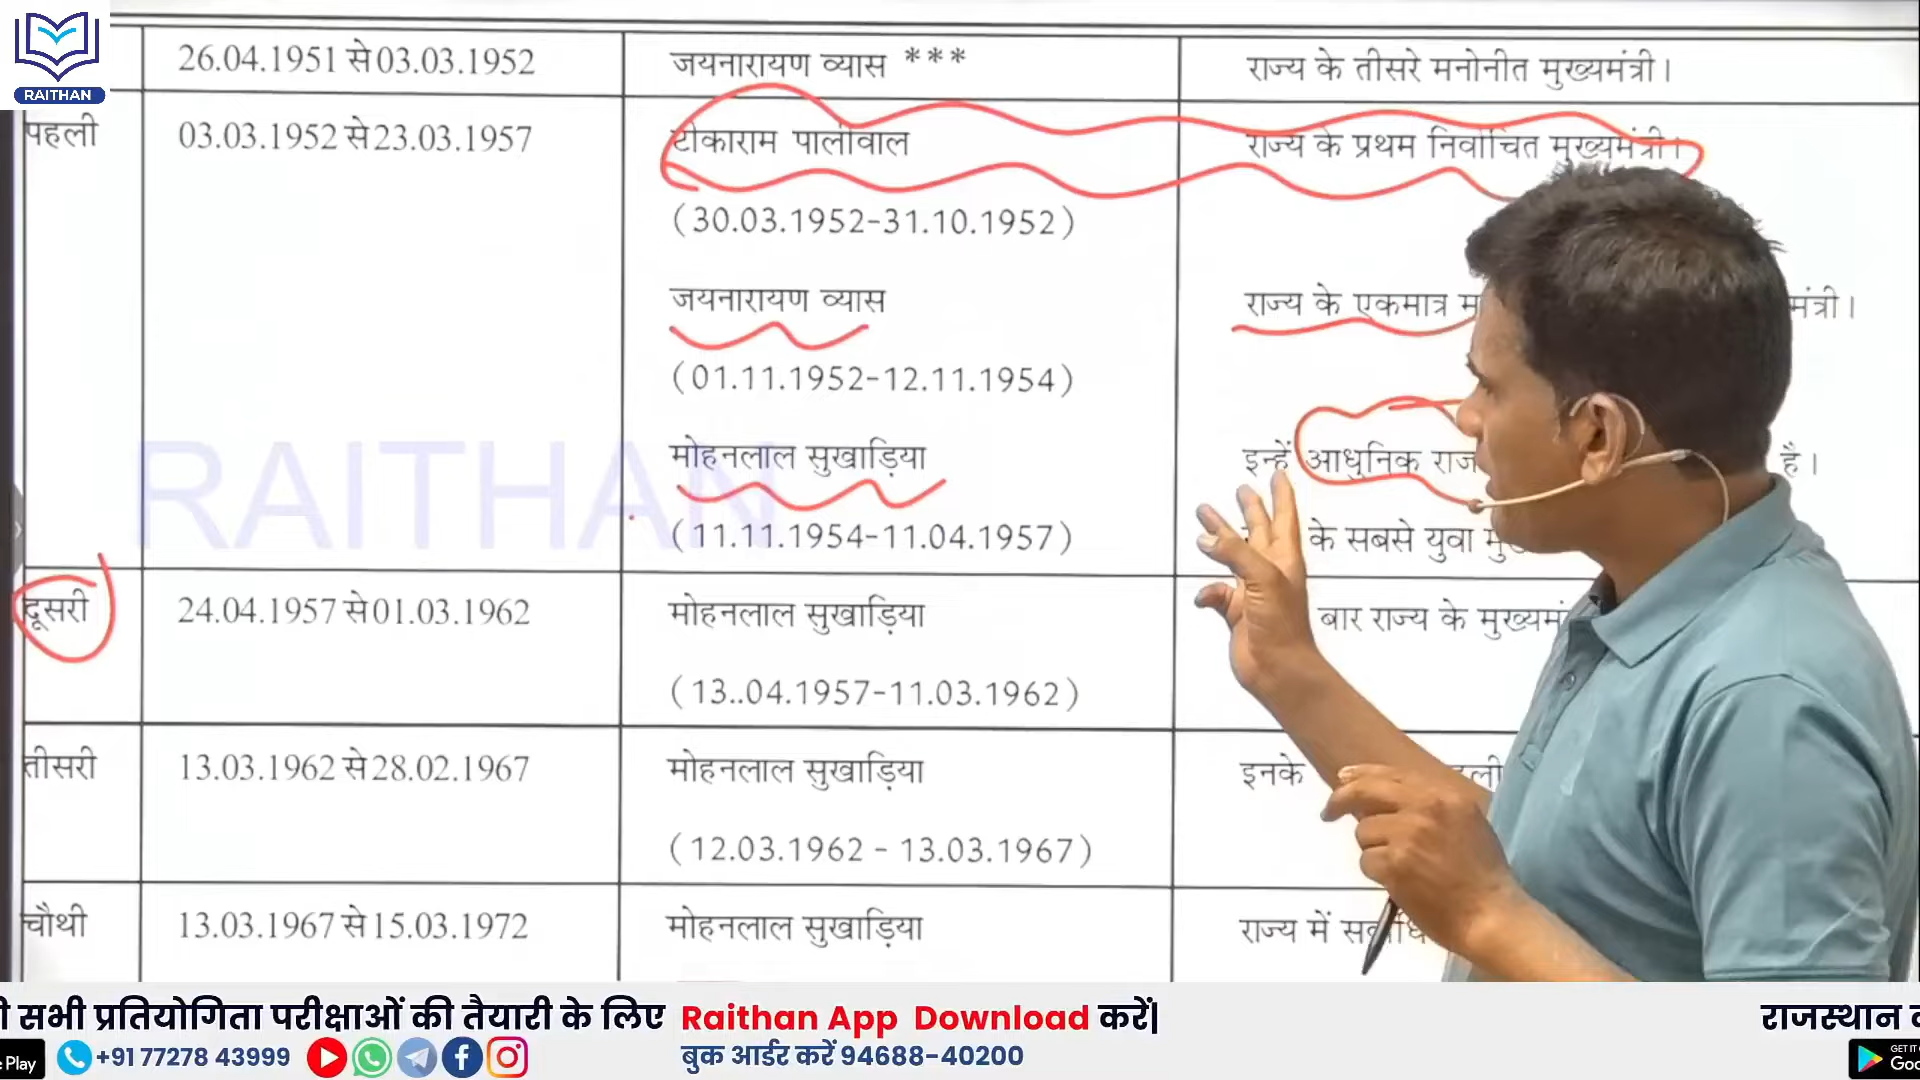 RAITHAN
26.04.1951 से 03.03.1952 जयनारायण व्यास *** राज्य के तीसरे मनोनीत मुख्यमंत्री।
पहली 03.03.1952 से 23.03.1957 टीकाराम पालीवाल राज्य के प्रथम निर्वाचित मुख्यमंत्री।
(30.03.1952-31.10.1952)
जयनारायण व्यास राज्य के एकमात्र मंत्री।
(01.11.1952-12.11.1954)
मोहनलाल सुखाड़िया इन्हें आधुनिक है।
(11.11.1954-11.04.1957) के सबसे युवा
RAITHAN
दूसरी 24.04.1957 से 01.03.1962 मोहनलाल सुखाड़िया बार राज्य के
(13..04.1957-11.03.1962)
तीसरी 13.03.1962 से 28.02.1967 मोहनलाल सुखाड़िया इनके
(12.03.1962 - 13.03.1967)
चौथी 13.03.1967 से 15.03.1972 मोहनलाल सुखाड़िया राज्य में
सभी प्रतियोगिता परीक्षाओं की तैयारी के लिए Raithan App Download करें| राजस्थान
Play +91 77278 43999 बुक आर्डर करें 94688-40200 GET IT